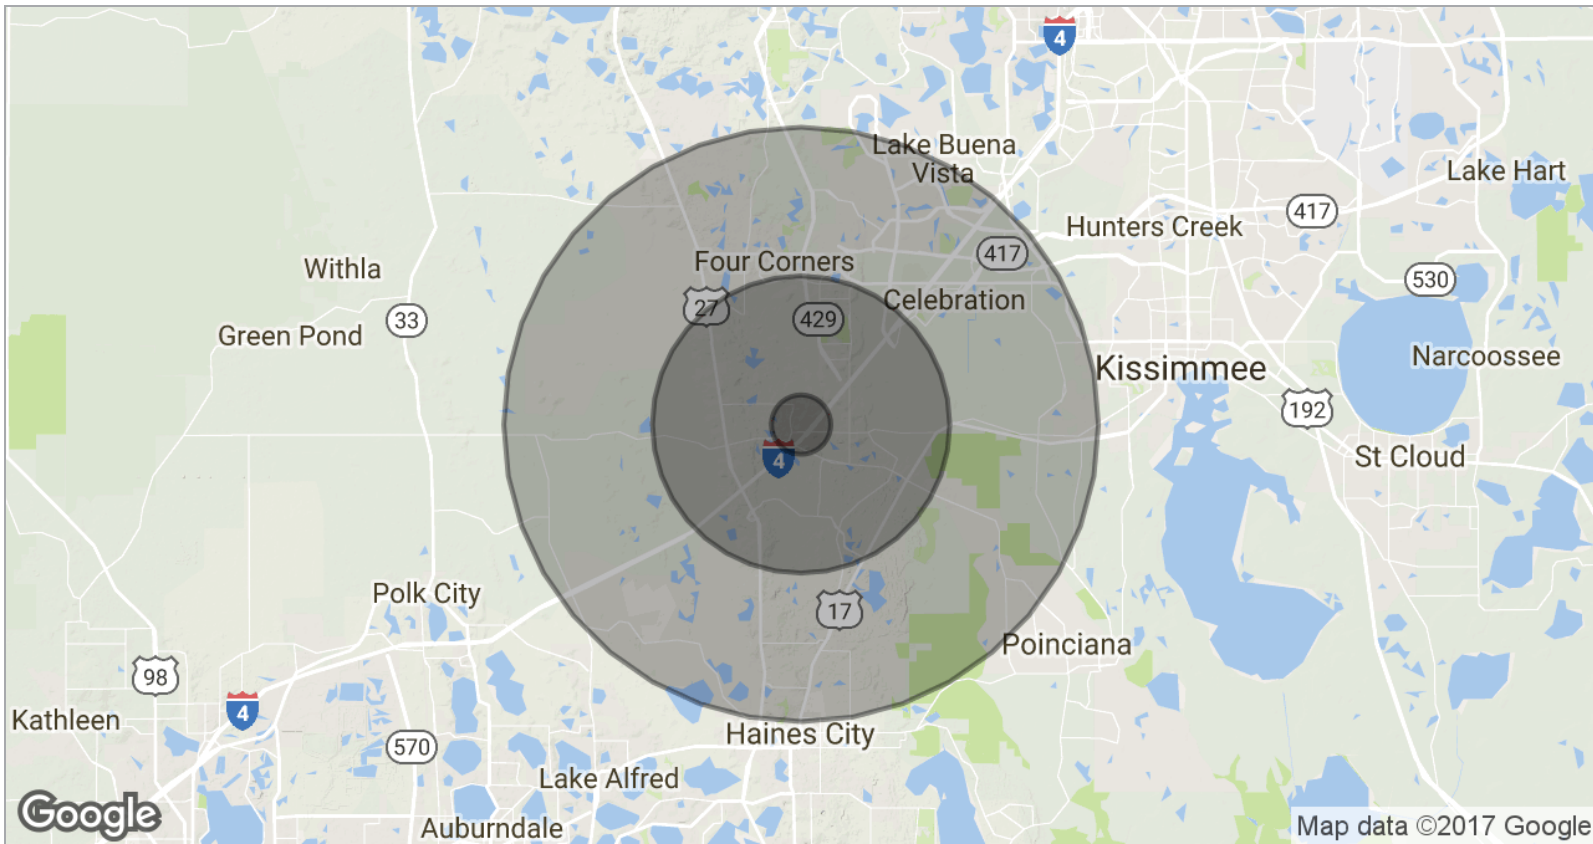 4
Lake Buena
Vista
Lake Hart
417
Hunters Creek
417
Four Corners
Withla
530
Celebration
27
429
33
Green Pond
Narcoossee
Kissimmee
192
St Cloud
4
Polk City
17
Poinciana
98
4
Kathleen
Haines City
570
Lake Alfred
Google
Auburndale
Map data ©2017 Google